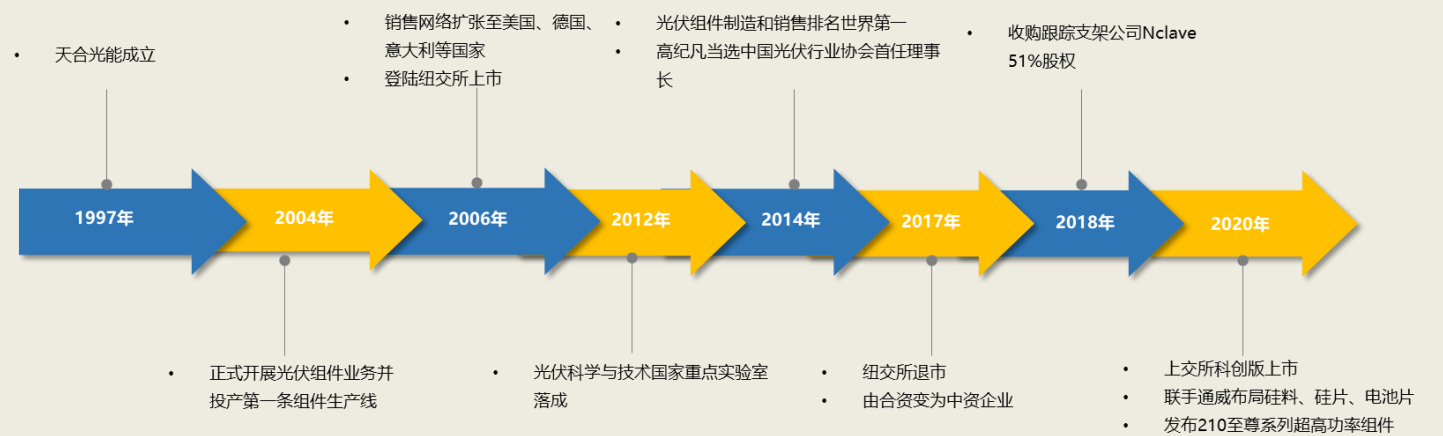 • 天合光能成立
• 销售网络扩张至美国、德国、
意大利等国家
• 登陆纽交所上市
• 光伏组件制造和销售排名世界第一
• 高纪凡当选中国光伏行业协会首任理事
长
• 收购跟踪支架公司Nclave
51%股权
1997年
2004年
2006年
2012年
2014年
2017年
2018年
2020年
• 正式开展光伏组件业务并
投产第一条组件生产线
• 光伏科学与技术国家重点实验室
落成
• 纽交所退市
• 由合资变为中资企业
• 上交所科创版上市
• 联手通威布局硅料、硅片、电池片
• 发布210至尊系列超高功率组件